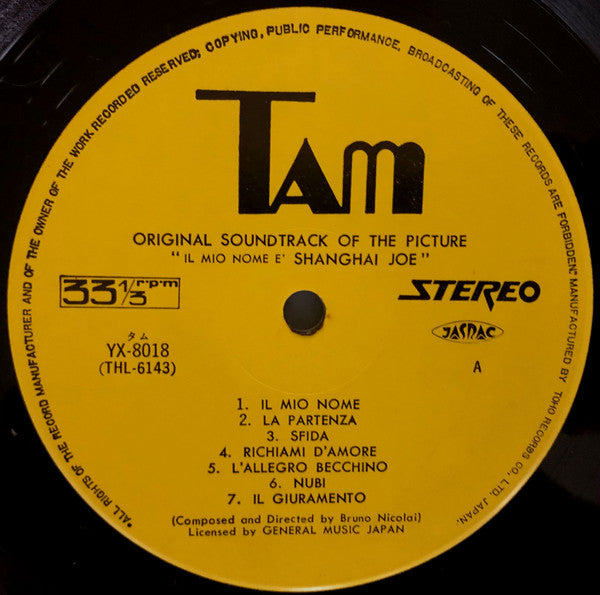 *ALL RIGHTS OF THE RECORD MANUFACTURER AND OF THE OWNER OF THE WORK RECORDED RESERVED; COPYING, PUBLIC PERFORMANCE, BROADCASTING OF THESE RECORDS ARE FORBIDDEN." MANUFACTURED BY TOHO RECORDS CO., LTD. JAPAN.
TAM
ORIGINAL SOUNDTRACK OF THE PICTURE
"IL MIO NOME E' SHANGHAI JOE"
33 1/3 rpm
STEREO
タム
YX-8018
(THL-6143)
JASRAC
A
1. IL MIO NOME
2. LA PARTENZA
3. SFIDA
4. RICHIAMI D'AMORE
5. L'ALLEGRO BECCHINO
6. NUBI
7. IL GIURAMENTO
(Composed and Directed by Bruno Nicolai)
Licensed by GENERAL MUSIC JAPAN